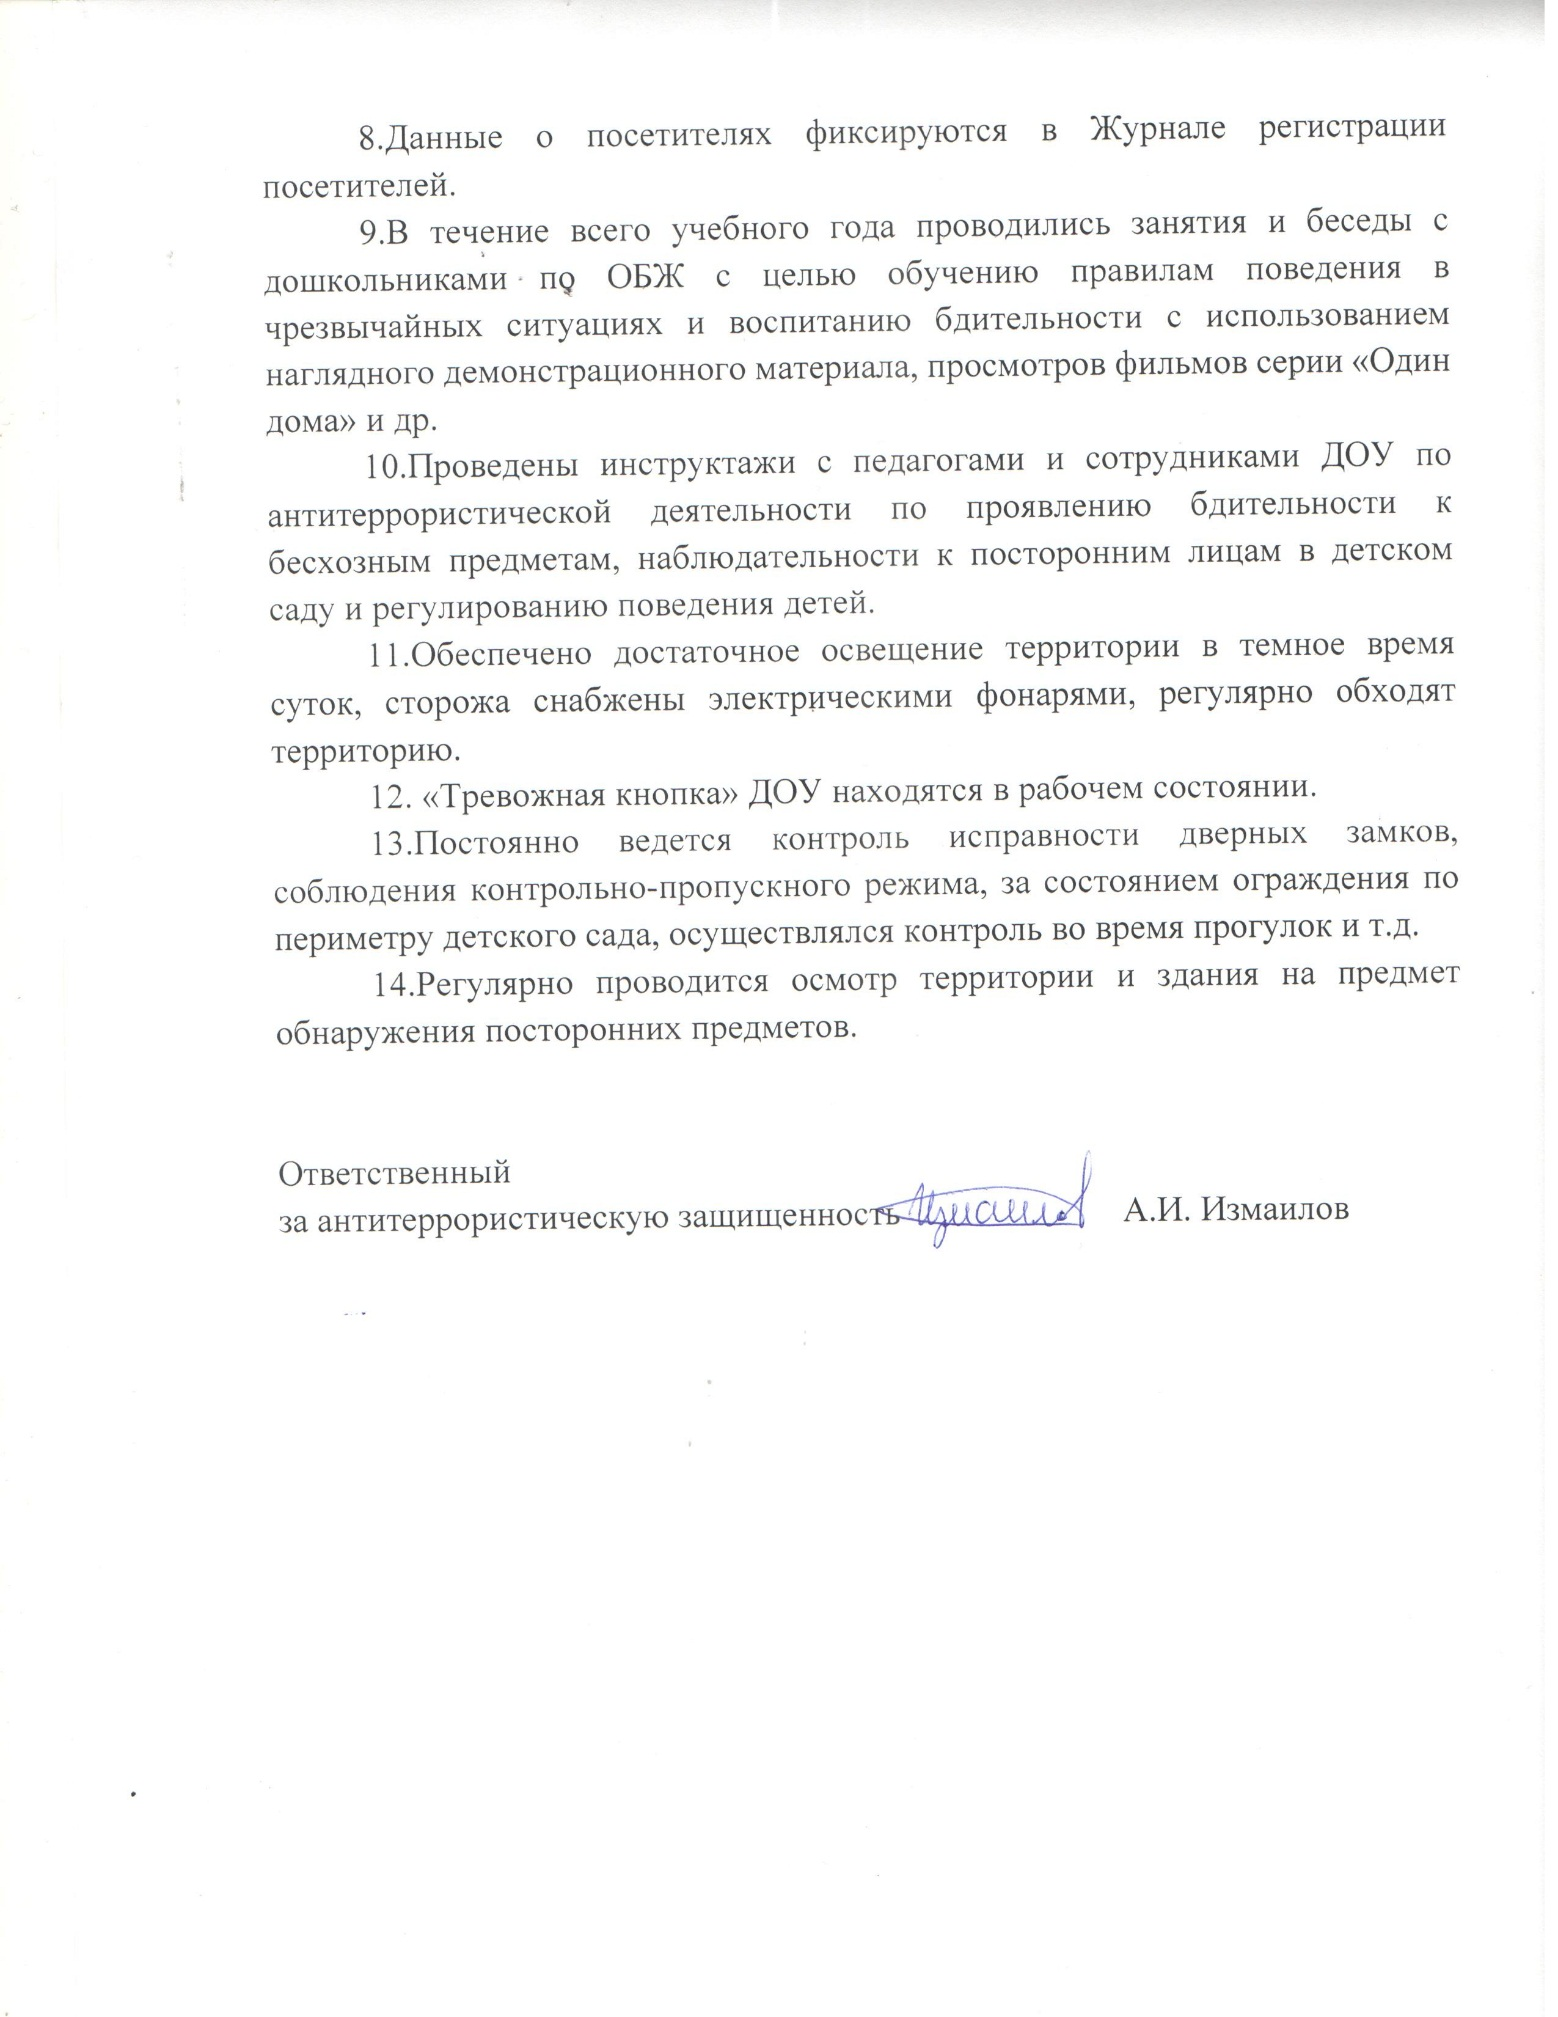 8.Данные о посетителях фиксируются в Журнале регистрации
посетителей.
9.В течение всего учебного года проводились занятия и беседы с
дошкольниками по ОБЖ с целью обучению правилам поведения в
чрезвычайных ситуациях и воспитанию бдительности с использованием
наглядного демонстрационного материала, просмотров фильмов серии «Один
дома» и др.
10.Проведены инструктажи с педагогами и сотрудниками ДОУ по
антитеррористической деятельности по проявлению бдительности к
бесхозным предметам, наблюдательности к посторонним лицам в детском
саду и регулированию поведения детей.
11.Обеспечено достаточное освещение территории в темное время
суток, сторожа снабжены электрическими фонарями, регулярно обходят
территорию.
12. «Тревожная кнопка» ДОУ находятся в рабочем состоянии.
13.Постоянно ведется контроль исправности дверных замков,
соблюдения контрольно-пропускного режима, за состоянием ограждения по
периметру детского сада, осуществлялся контроль во время прогулок и т.д.
14.Регулярно проводится осмотр территории и здания на предмет
обнаружения посторонних предметов.
Ответственный
за антитеррористическую защищенность Измаилов А.И. Измаилов